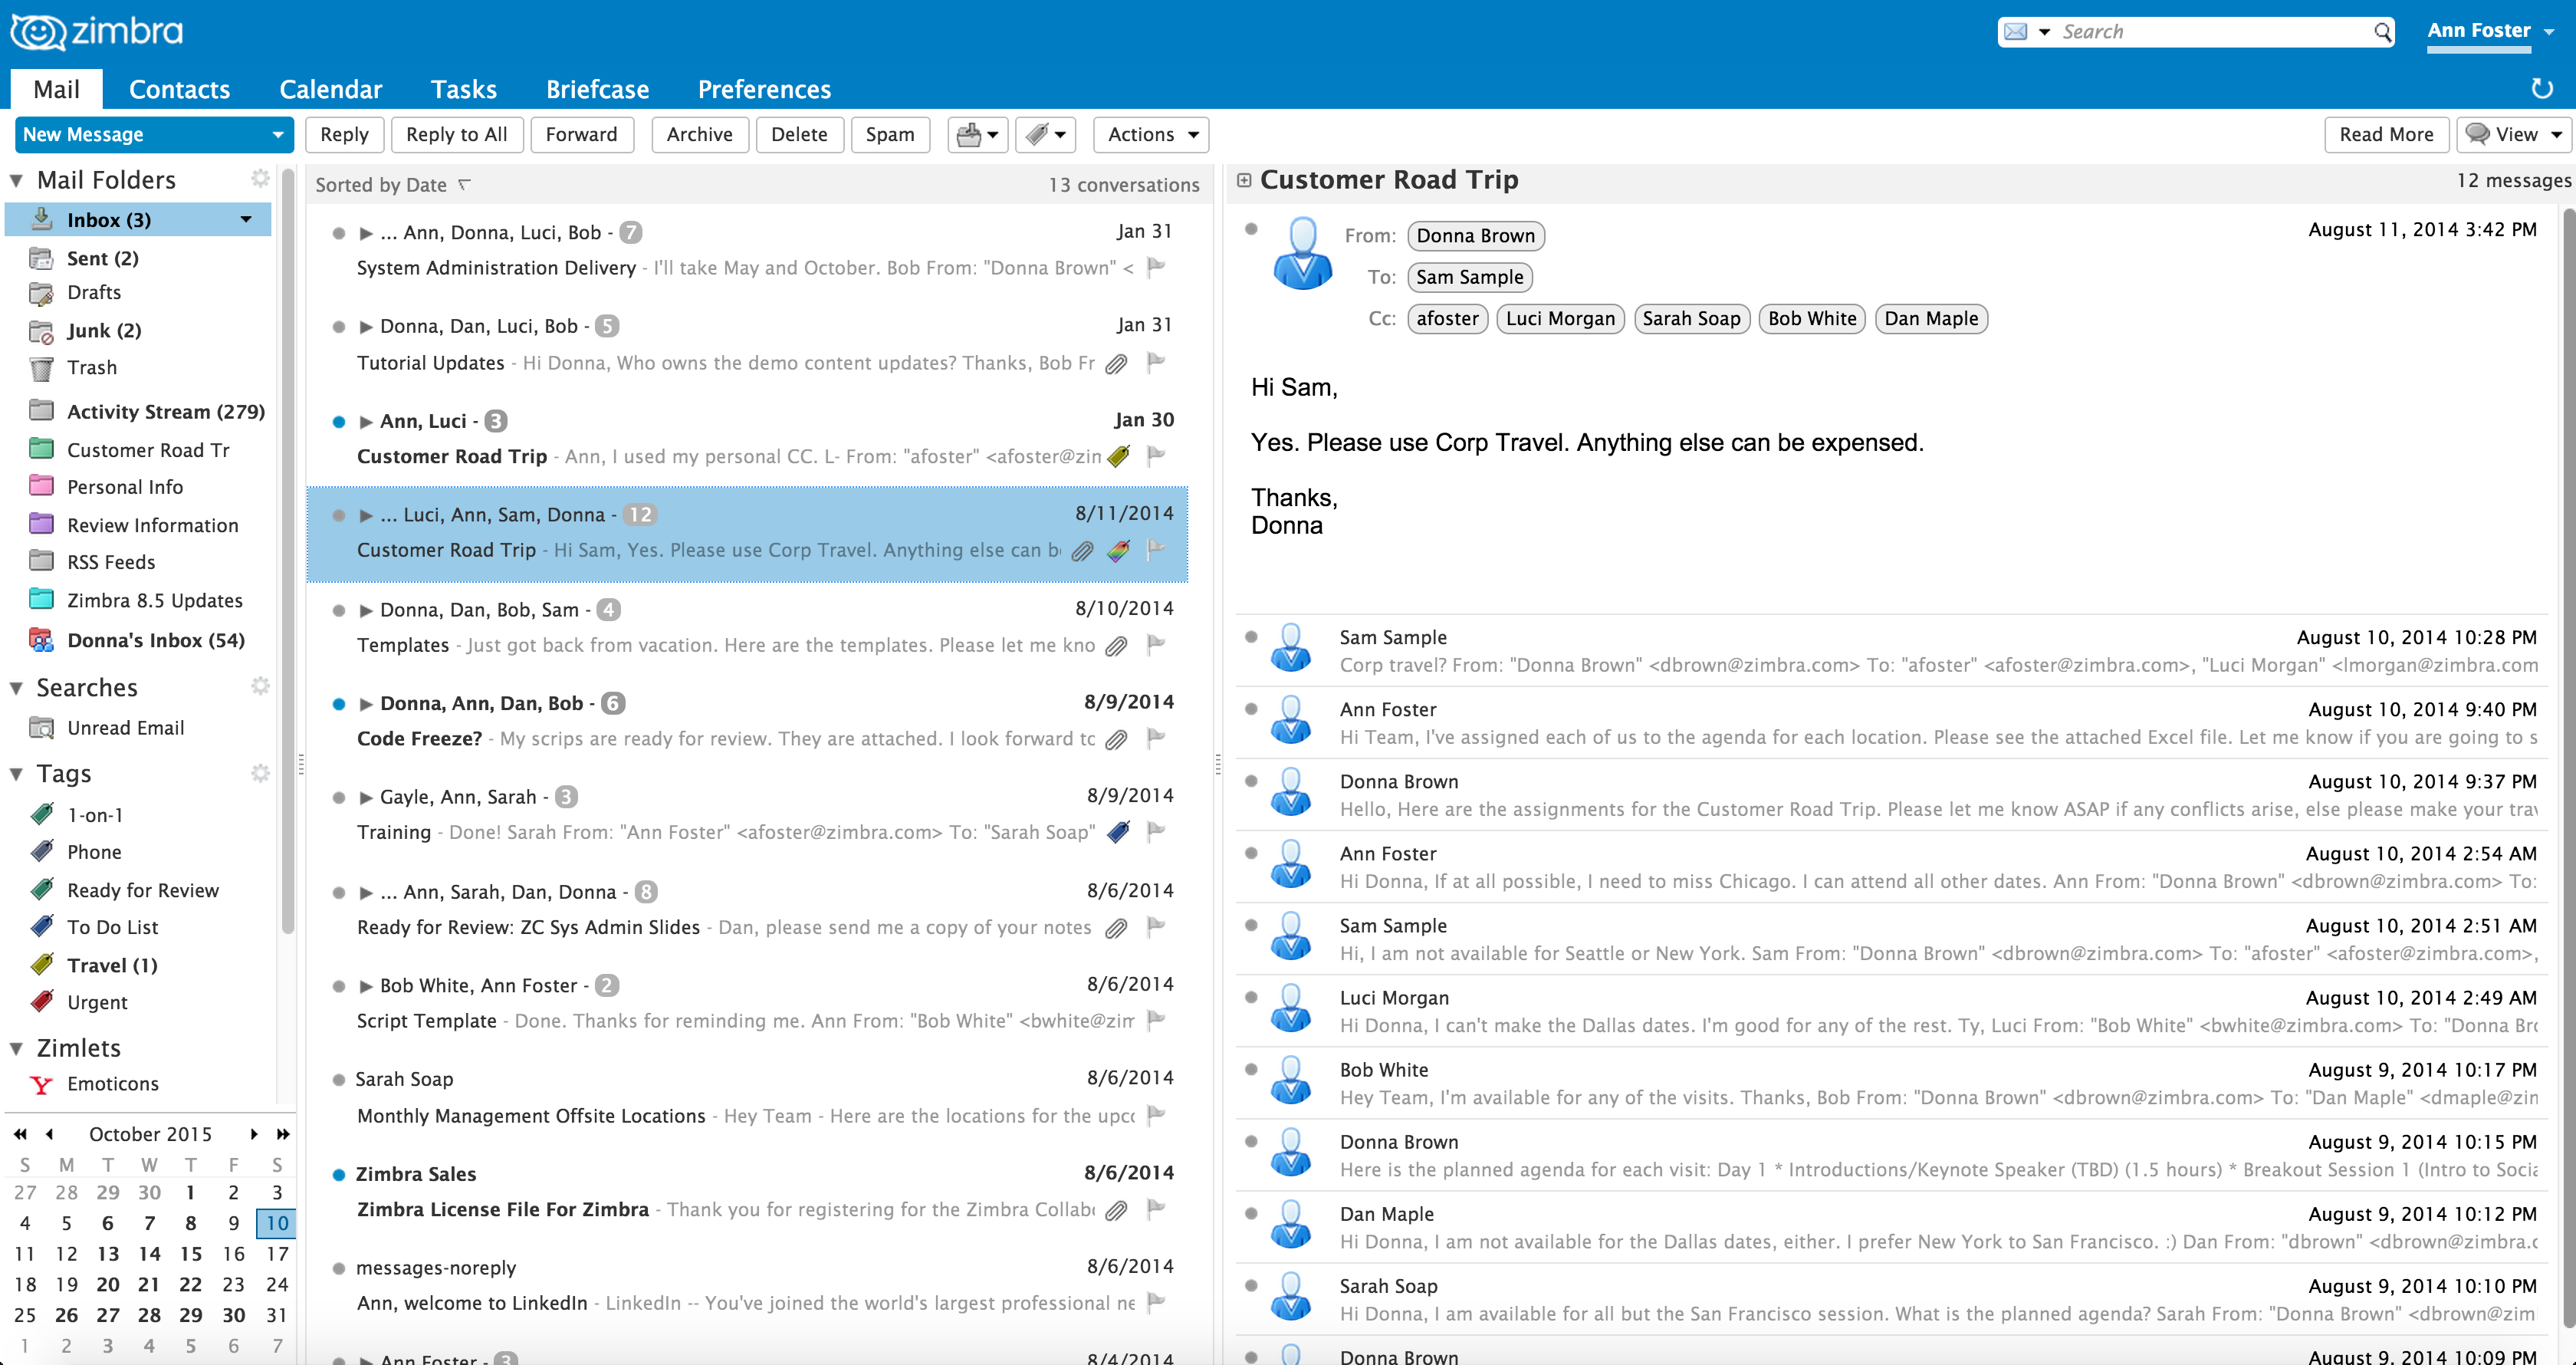 zimbra
Search
Ann Foster
Mail Contacts Calendar Tasks Briefcase Preferences
New Message Reply Reply to All Forward Archive Delete Spam Actions Read More View
Mail Folders
Inbox (3)
Sent (2)
Drafts
Junk (2)
Trash
Activity Stream (279)
Customer Road Tr
Personal Info
Review Information
RSS Feeds
Zimbra 8.5 Updates
Donna's Inbox (54)
Searches
Unread Email
Tags
1-on-1
Phone
Ready for Review
To Do List
Travel (1)
Urgent
Zimlets
Emoticons
October 2015
S M T W T F S
27 28 29 30 1 2 3
4 5 6 7 8 9 10
11 12 13 14 15 16 17
18 19 20 21 22 23 24
25 26 27 28 29 30 31
1 2 3 4 5 6 7
Sorted by Date 13 conversations
... Ann, Donna, Luci, Bob - 7 Jan 31
System Administration Delivery - I'll take May and October. Bob From: "Donna Brown" <
Donna, Dan, Luci, Bob - 5 Jan 31
Tutorial Updates - Hi Donna, Who owns the demo content updates? Thanks, Bob Fr
Ann, Luci - 3 Jan 30
Customer Road Trip - Ann, I used my personal CC. L- From: "afoster" <afoster@zin
... Luci, Ann, Sam, Donna - 12 8/11/2014
Customer Road Trip - Hi Sam, Yes. Please use Corp Travel. Anything else can b
Donna, Dan, Bob, Sam - 4 8/10/2014
Templates - Just got back from vacation. Here are the templates. Please let me kno
Donna, Ann, Dan, Bob - 6 8/9/2014
Code Freeze? - My scrips are ready for review. They are attached. I look forward to
Gayle, Ann, Sarah - 3 8/9/2014
Training - Done! Sarah From: "Ann Foster" <afoster@zimbra.com> To: "Sarah Soap"
... Ann, Sarah, Dan, Donna - 8 8/6/2014
Ready for Review: ZC Sys Admin Slides - Dan, please send me a copy of your notes
Bob White, Ann Foster - 2 8/6/2014
Script Template - Done. Thanks for reminding me. Ann From: "Bob White" <bwhite@zim
Sarah Soap 8/6/2014
Monthly Management Offsite Locations - Hey Team - Here are the locations for the upco
Zimbra Sales 8/6/2014
Zimbra License File For Zimbra - Thank you for registering for the Zimbra Collab
messages-noreply 8/6/2014
Ann, welcome to LinkedIn - LinkedIn -- You've joined the world's largest professional ne
Ann Foster - 3 8/4/2014
Customer Road Trip 12 messages
From: Donna Brown August 11, 2014 3:42 PM
To: Sam Sample
Cc: afoster Luci Morgan Sarah Soap Bob White Dan Maple
Hi Sam,
Yes. Please use Corp Travel. Anything else can be expensed.
Thanks,
Donna
Sam Sample August 10, 2014 10:28 PM
Corp travel? From: "Donna Brown" <dbrown@zimbra.com> To: "afoster" <afoster@zimbra.com>, "Luci Morgan" <lmorgan@zimbra.com
Ann Foster August 10, 2014 9:40 PM
Hi Team, I've assigned each of us to the agenda for each location. Please see the attached Excel file. Let me know if you are going to s
Donna Brown August 10, 2014 9:37 PM
Hello, Here are the assignments for the Customer Road Trip. Please let me know ASAP if any conflicts arise, else please make your trav
Ann Foster August 10, 2014 2:54 AM
Hi Donna, If at all possible, I need to miss Chicago. I can attend all other dates. Ann From: "Donna Brown" <dbrown@zimbra.com> To:
Sam Sample August 10, 2014 2:51 AM
Hi, I am not available for Seattle or New York. Sam From: "Donna Brown" <dbrown@zimbra.com> To: "afoster" <afoster@zimbra.com>,
Luci Morgan August 10, 2014 2:49 AM
Hi Donna, I can't make the Dallas dates. I'm good for any of the rest. Ty, Luci From: "Bob White" <bwhite@zimbra.com> To: "Donna Bro
Bob White August 9, 2014 10:17 PM
Hey Team, I'm available for any of the visits. Thanks, Bob From: "Donna Brown" <dbrown@zimbra.com> To: "Dan Maple" <dmaple@zin
Donna Brown August 9, 2014 10:15 PM
Here is the planned agenda for each visit: Day 1 * Introductions/Keynote Speaker (TBD) (1.5 hours) * Breakout Session 1 (Intro to Socia
Dan Maple August 9, 2014 10:12 PM
Hi Donna, I am not available for the Dallas dates, either. I prefer New York to San Francisco. :) Dan From: "dbrown" <dbrown@zimbra.c
Sarah Soap August 9, 2014 10:10 PM
Hi Donna, I am available for all but the San Francisco session. What is the planned agenda? Sarah From: "Donna Brown" <dbrown@zim
Donna Brown August 9, 2014 10:09 PM